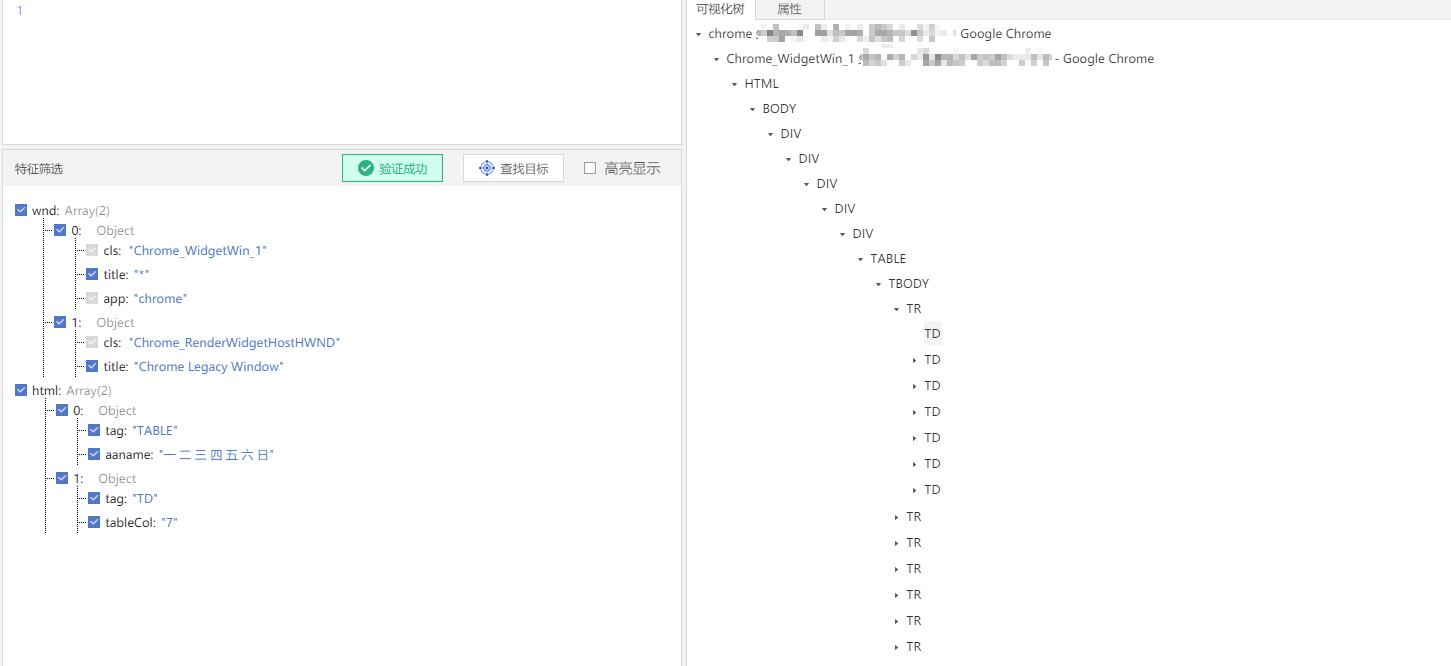 1
特征筛选
验证成功
查找目标
高亮显示
wnd: Array(2)
0: Object
cls: "Chrome_WidgetWin_1"
title: "*"
app: "chrome"
1: Object
cls: "Chrome_RenderWidgetHostHWND"
title: "Chrome Legacy Window"
html: Array(2)
0: Object
tag: "TABLE"
aaname: "一 二 三 四 五 六 日"
1: Object
tag: "TD"
tableCol: "7"
可视化树
属性
chrome Google Chrome
Chrome_WidgetWin_1 - Google Chrome
HTML
BODY
DIV
DIV
DIV
DIV
DIV
TABLE
TBODY
TR
TD
TD
TD
TD
TD
TD
TD
TR
TR
TR
TR
TR
TR